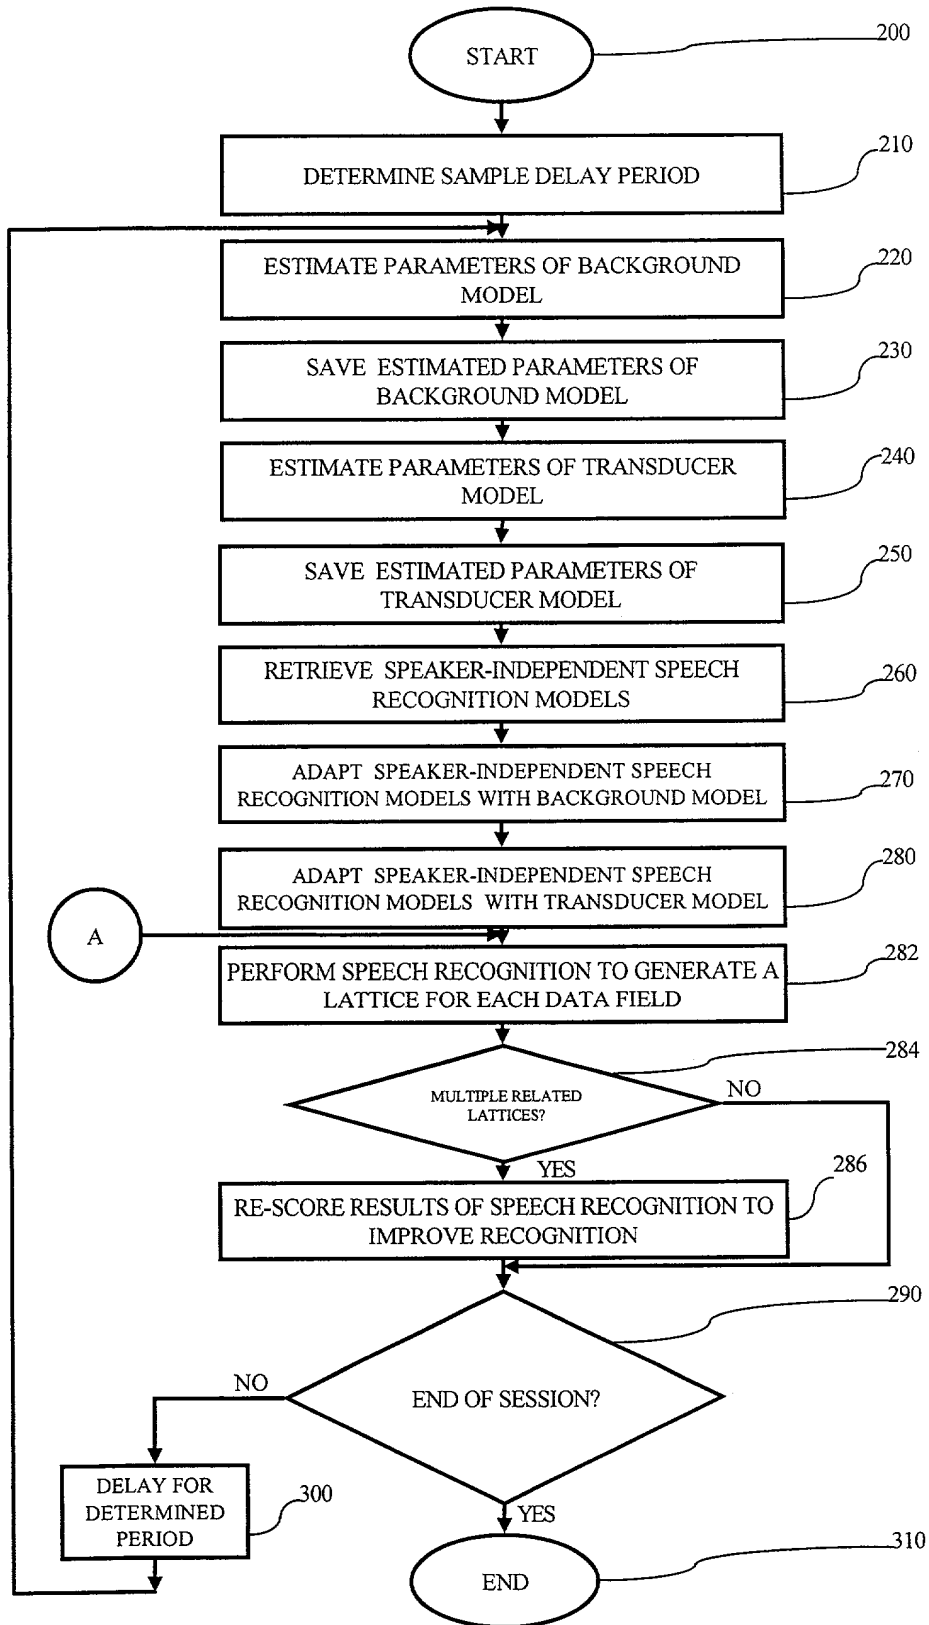 200
START
210
DETERMINE SAMPLE DELAY PERIOD
220
ESTIMATE PARAMETERS OF BACKGROUND
MODEL
230
SAVE ESTIMATED PARAMETERS OF
BACKGROUND MODEL
240
ESTIMATE PARAMETERS OF TRANSDUCER
MODEL
250
SAVE ESTIMATED PARAMETERS OF
TRANSDUCER MODEL
260
RETRIEVE SPEAKER-INDEPENDENT SPEECH
RECOGNITION MODELS
270
ADAPT SPEAKER-INDEPENDENT SPEECH
RECOGNITION MODELS WITH BACKGROUND MODEL
280
ADAPT SPEAKER-INDEPENDENT SPEECH
RECOGNITION MODELS WITH TRANSDUCER MODEL
A
282
PERFORM SPEECH RECOGNITION TO GENERATE A
LATTICE FOR EACH DATA FIELD
284
MULTIPLE RELATED
LATTICES?
NO
YES
286
RE-SCORE RESULTS OF SPEECH RECOGNITION TO
IMPROVE RECOGNITION
290
END OF SESSION?
NO
DELAY FOR
DETERMINED
PERIOD
300
YES
310
END